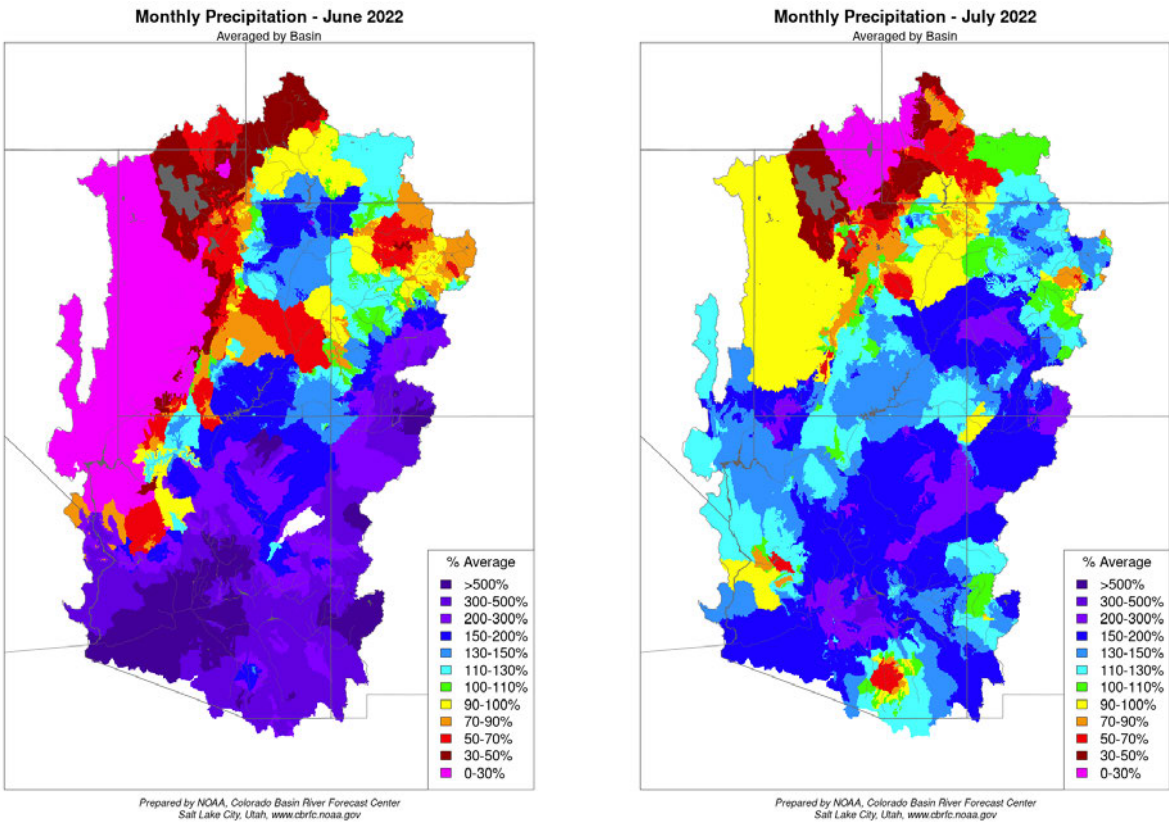 Monthly Precipitation - June 2022
Averaged by Basin
% Average
>500%
300-500%
200-300%
150-200%
130-150%
110-130%
100-110%
90-100%
70-90%
50-70%
30-50%
0-30%
Prepared by NOAA, Colorado Basin River Forecast Center
Salt Lake City, Utah, www.cbrfc.noaa.gov
Monthly Precipitation - July 2022
Averaged by Basin
% Average
>500%
300-500%
200-300%
150-200%
130-150%
110-130%
100-110%
90-100%
70-90%
50-70%
30-50%
0-30%
Prepared by NOAA, Colorado Basin River Forecast Center
Salt Lake City, Utah, www.cbrfc.noaa.gov